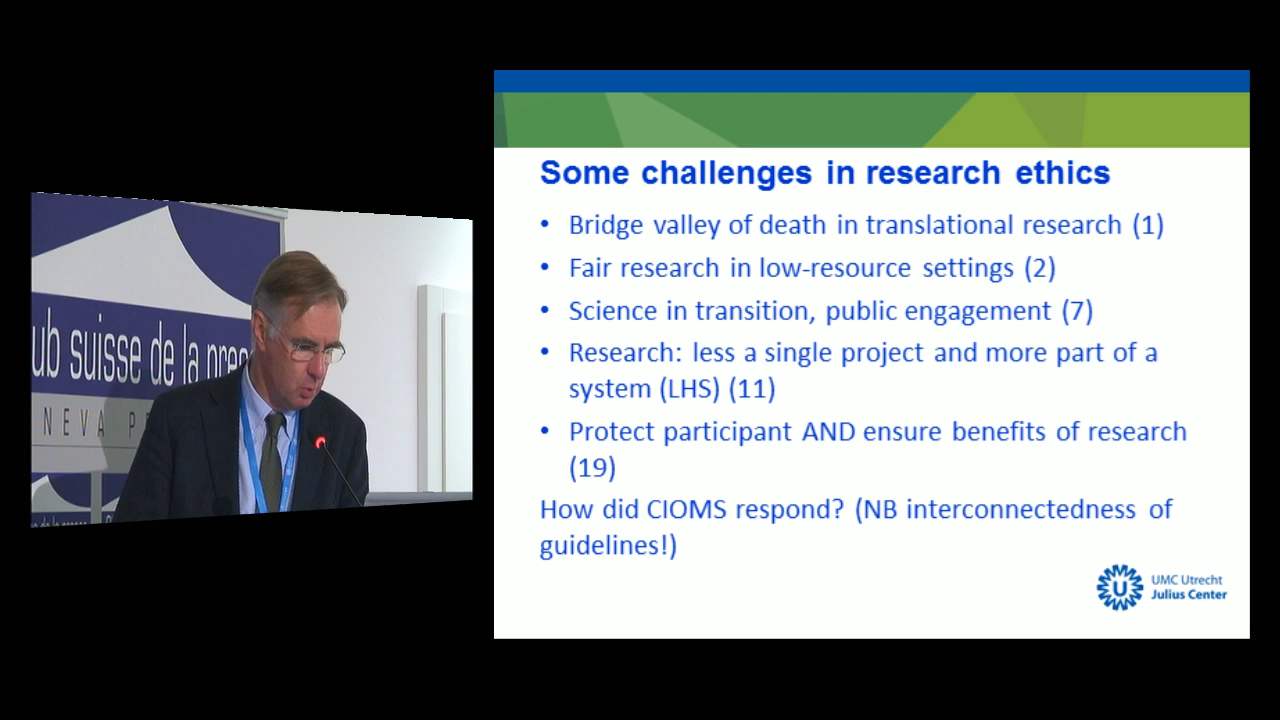 Some challenges in research ethics
• Bridge valley of death in translational research (1)
• Fair research in low-resource settings (2)
• Science in transition, public engagement (7)
• Research: less a single project and more part of a
system (LHS) (11)
• Protect participant AND ensure benefits of research
(19)
How did CIOMS respond? (NB interconnectedness of
guidelines!)
UMC Utrecht
Julius Center
ub suisse de la pres
NEVA P